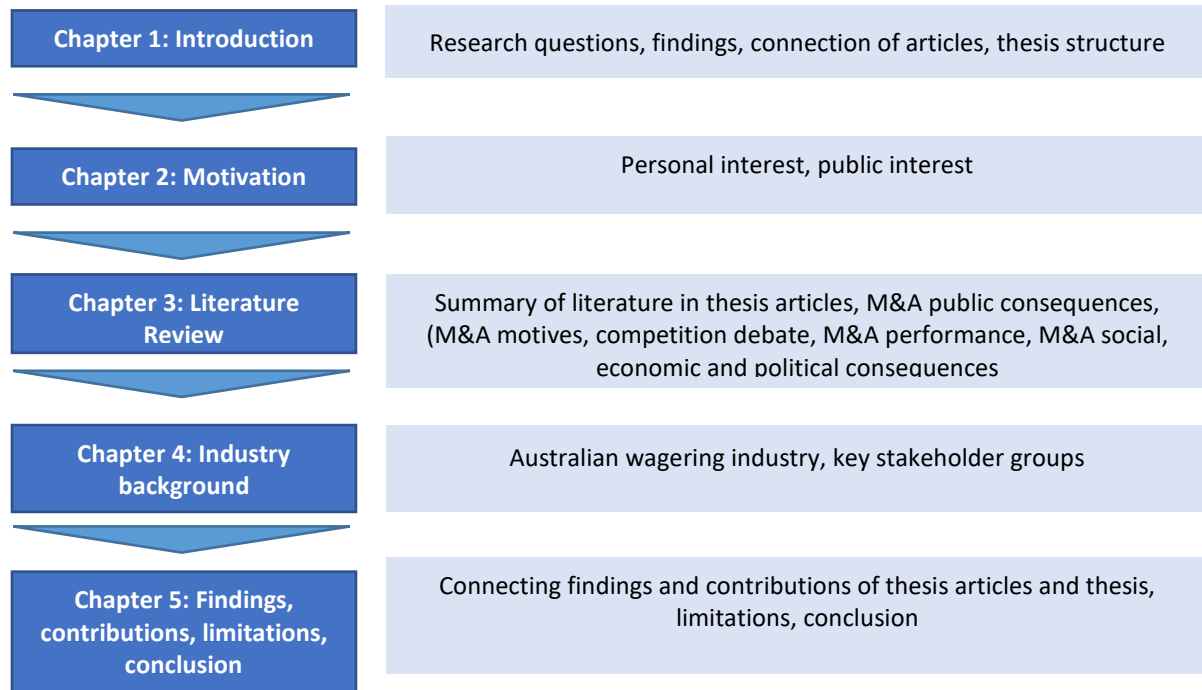 Chapter 1: Introduction
Research questions, findings, connection of articles, thesis structure
Chapter 2: Motivation
Personal interest, public interest
Chapter 3: Literature
Review
Summary of literature in thesis articles, M&A public consequences,
(M&A motives, competition debate, M&A performance, M&A social,
economic and political consequences
Chapter 4: Industry
background
Australian wagering industry, key stakeholder groups
Chapter 5: Findings,
contributions, limitations,
conclusion
Connecting findings and contributions of thesis articles and thesis,
limitations, conclusion